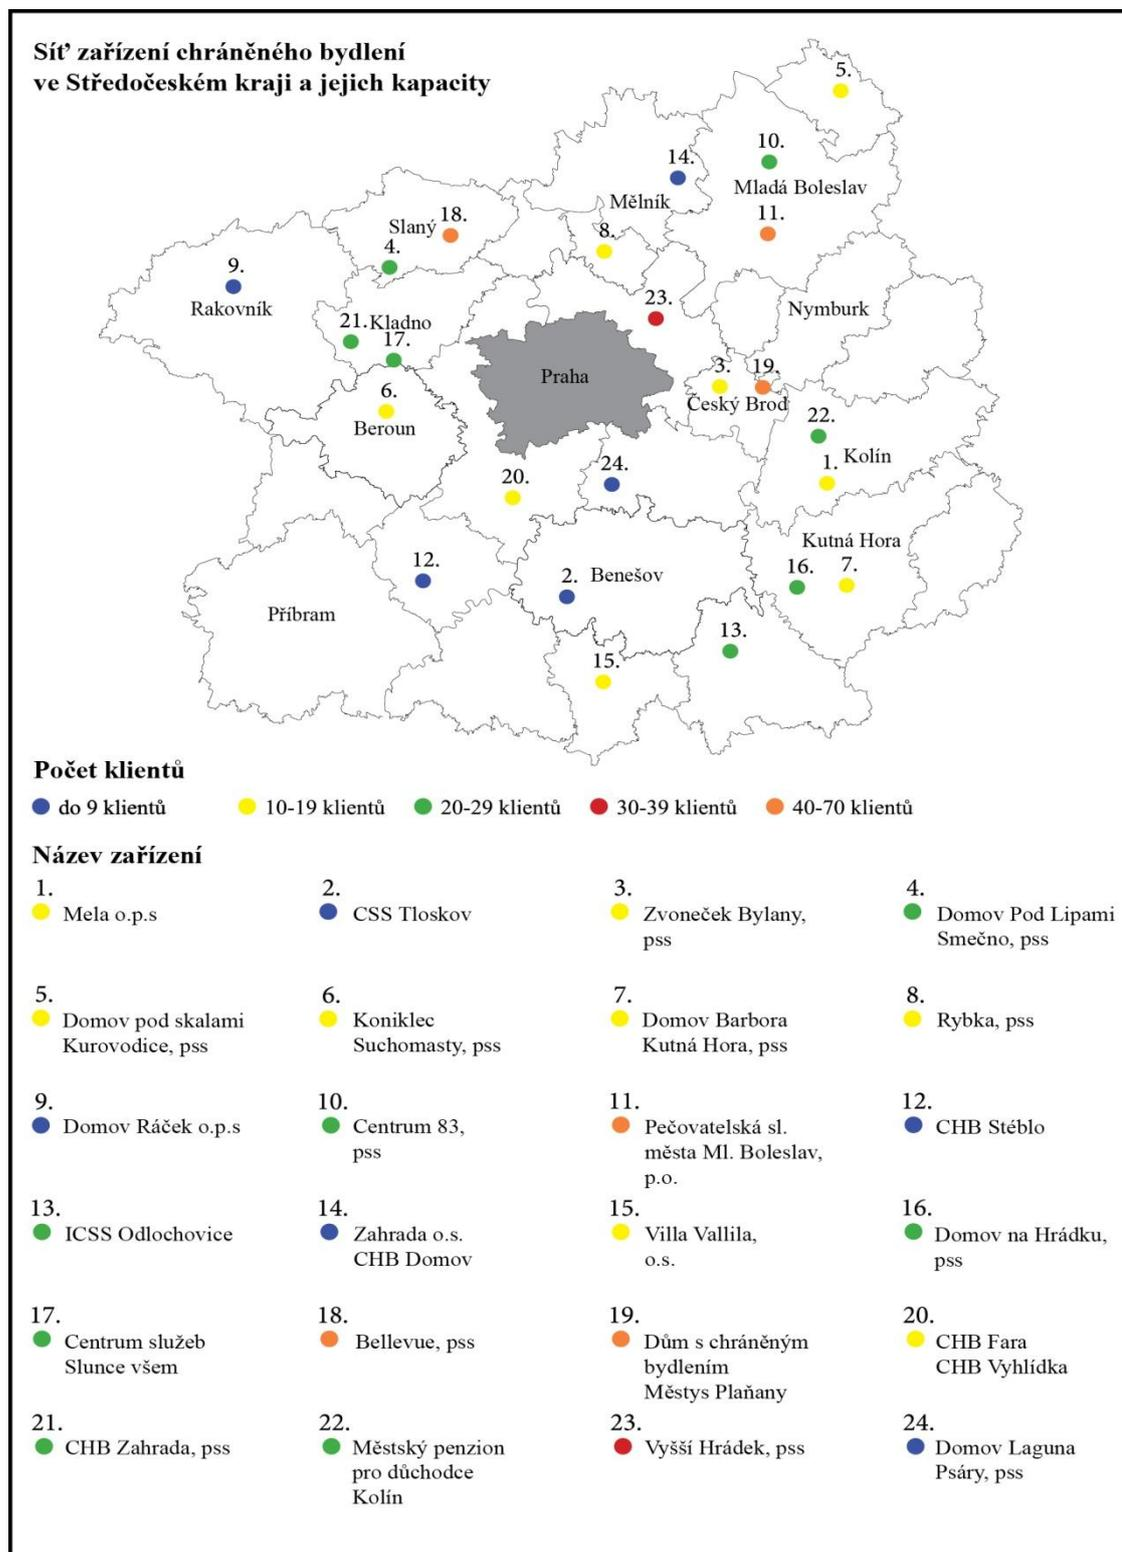 Síť zařízení chráněného bydlení
ve Středočeském kraji a jejich kapacity
5.
10.
14.
Mladá Boleslav
Mělník
18.
Slaný
11.
8.
4.
9.
Rakovník
23.
Nymburk
21.
Kladno
17.
Praha
3.
19.
Český Brod
6.
Beroun
22.
Kolín
1.
20.
24.
Kutná Hora
12.
2.
Benešov
16.
7.
Příbram
13.
15.
Počet klientů
do 9 klientů
10-19 klientů
20-29 klientů
30-39 klientů
40-70 klientů
Název zařízení
1.
Mela o.p.s
2.
CSS Tloskov
3.
Zvoneček Bylany,
pss
4.
Domov Pod Lipami
Smečno, pss
5.
Domov pod skalami
Kurovodice, pss
6.
Koniklec
Suchomasty, pss
7.
Domov Barbora
Kutná Hora, pss
8.
Rybka, pss
9.
Domov Ráček o.p.s
10.
Centrum 83,
pss
11.
Pečovatelská sl.
města Ml. Boleslav,
p.o.
12.
CHB Stéblo
13.
ICSS Odlochovice
14.
Zahrada o.s.
CHB Domov
15.
Villa Vallila,
o.s.
16.
Domov na Hrádku,
pss
17.
Centrum služeb
Slunce všem
18.
Bellevue, pss
19.
Dům s chráněným
bydlením
Městys Plaňany
20.
CHB Fara
CHB Vyhlídka
21.
CHB Zahrada, pss
22.
Městský penzion
pro důchodce
Kolín
23.
Vyšší Hrádek, pss
24.
Domov Laguna
Psáry, pss